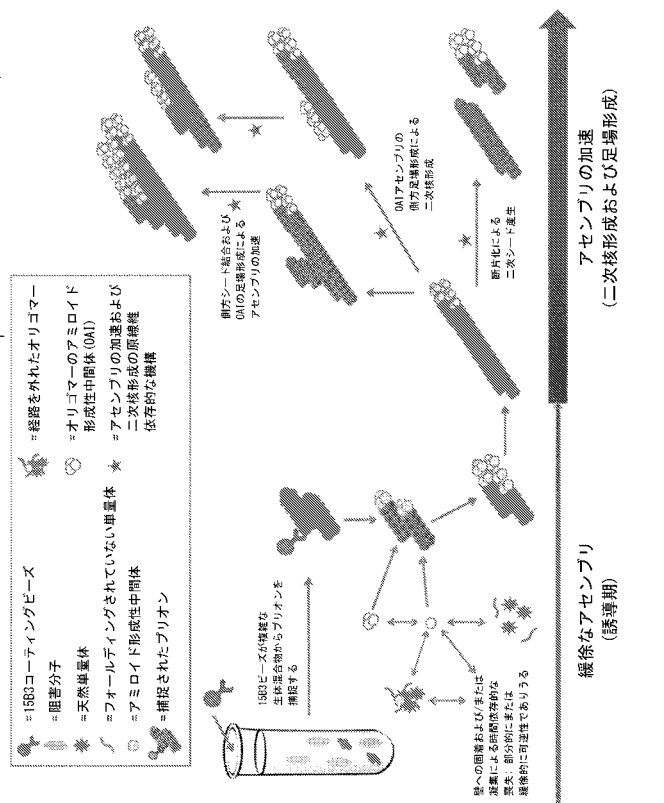 =15B3コーティングビーズ
=阻害分子
=天然単量体
=フォールディングされていない単量体
=アミロイド形成性中間体
=捕捉されたプリオン
=経路を外れたオリゴマー
=オリゴマーのアミロイド
形成性中間体(OAI)
=アセンブリの加速および
二次核形成の原線維
依存的な機構
15B3ビーズが複雑な
生体混合物からプリオンを
捕捉する
壁への固着および/または
凝集による時間依存的な
喪失; 部分的にまたは
緩徐的に可逆性でありうる
側方シード結合および
OAIの足場形成による
アセンブリの加速
OAIアセンブリの
側方足場形成による
二次核形成
断片化による
二次シード産生
緩徐なアセンブリ
(誘導期)
アセンブリの加速
(二次核形成および足場形成)